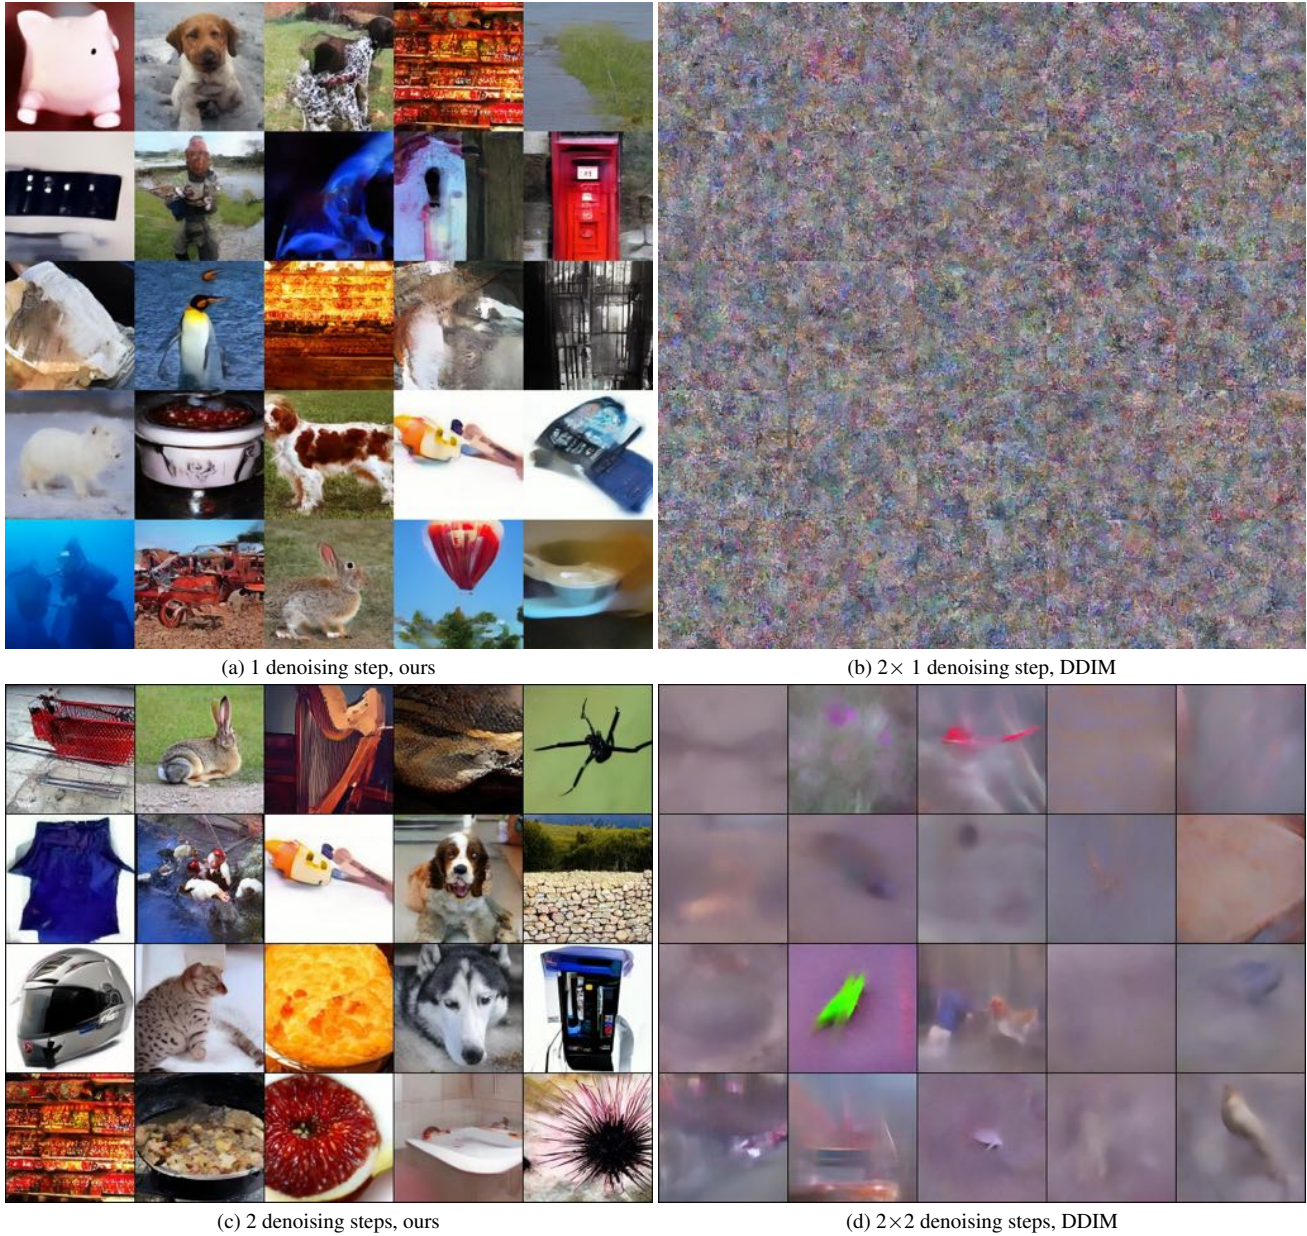 (a) 1 denoising step, ours
(b) 2× 1 denoising step, DDIM
(c) 2 denoising steps, ours
(d) 2×2 denoising steps, DDIM